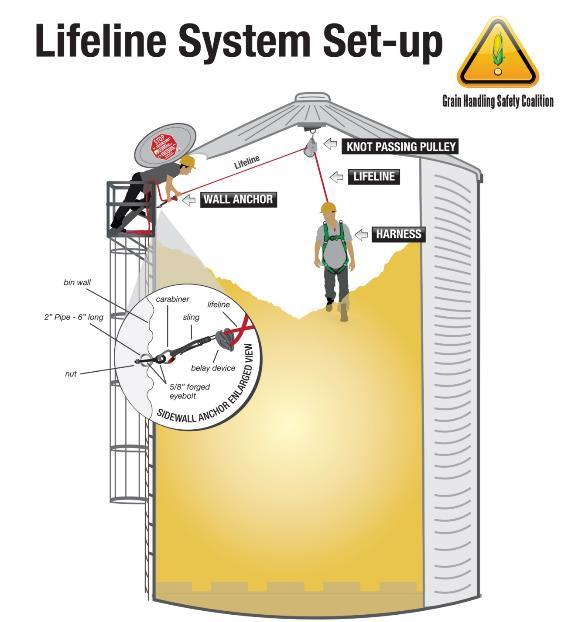 Lifeline System Set-up
Grain Handling Safety Coalition
STOP
KNOT PASSING PULLEY
Lifeline
LIFELINE
WALL ANCHOR
HARNESS
bin wall
carabiner
lifeline
2" Pipe - 6" long
sling
nut
belay device
5/8" forged
eyebolt
SIDEWALL ANCHOR ENLARGED VIEW